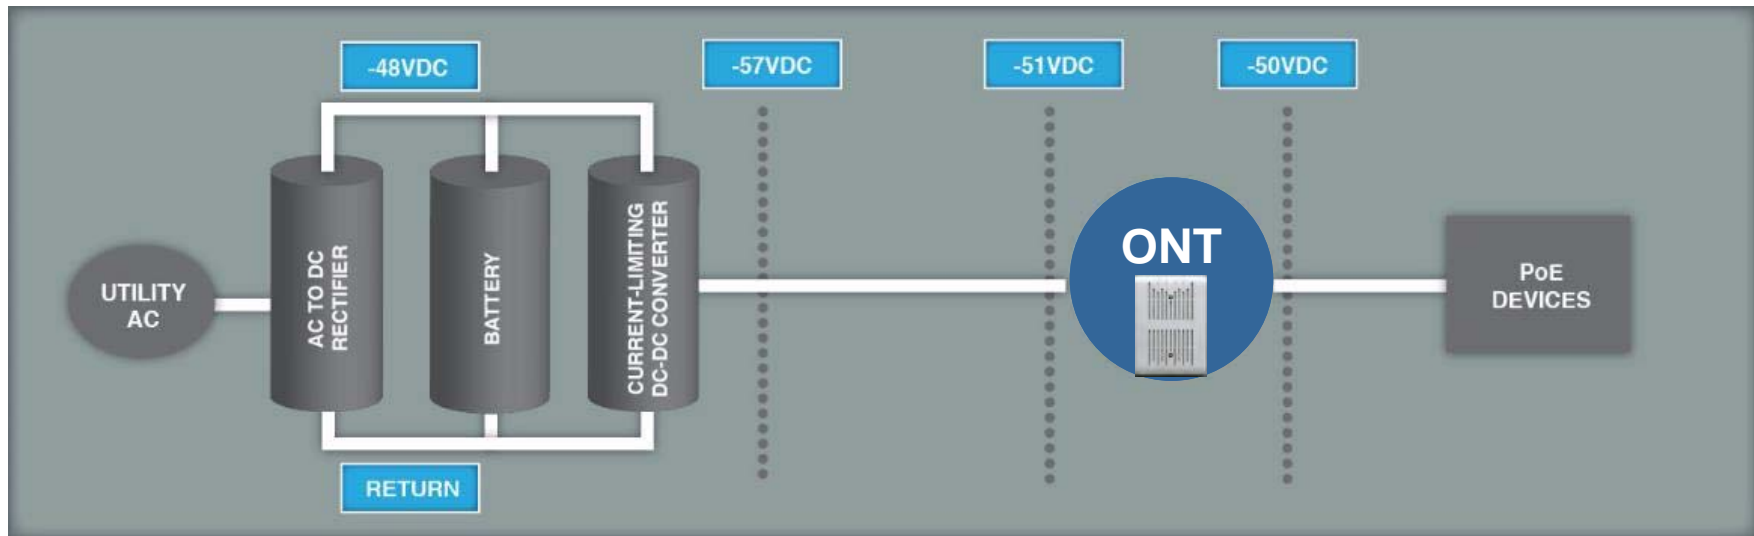 -48VDC
-57VDC
-51VDC
-50VDC
UTILITY
AC
AC TO DC
RECTIFIER
BATTERY
CURRENT-LIMITING
DC-DC CONVERTER
ONT
PoE
DEVICES
RETURN